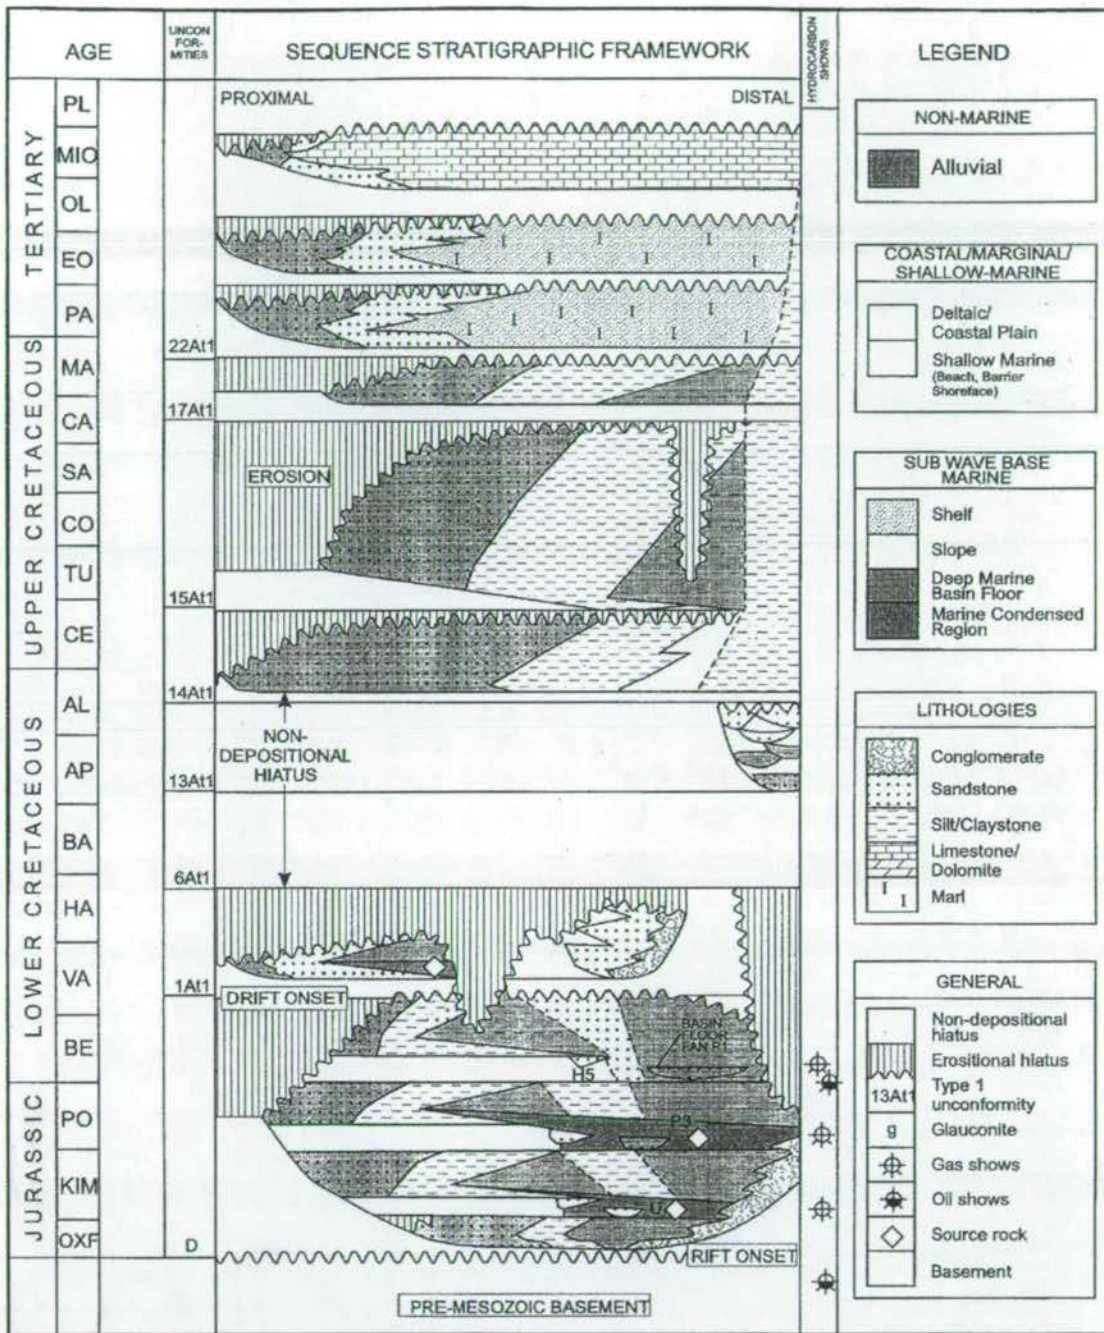 AGE
UNCON
FOR-
MITIES
SEQUENCE STRATIGRAPHIC FRAMEWORK
HYDROCARBON
SHOWS
LEGEND
TERTIARY
UPPER CRETACEOUS
LOWER CRETACEOUS
JURASSIC
PL
MIO
OL
EO
PA
MA
CA
SA
CO
TU
CE
AL
AP
BA
HA
VA
BE
PO
KIM
OXF
22At1
17At1
15At1
14At1
13At1
6At1
1At1
D
PROXIMAL
DISTAL
EROSION
NON-
DEPOSITIONAL
HIATUS
DRIFT ONSET
BASIN
FLOOR
FAN R1
H5
P3
U
RIFT ONSET
PRE-MESOZOIC BASEMENT
NON-MARINE
Alluvial
COASTAL/MARGINAL/
SHALLOW-MARINE
Deltaic/
Coastal Plain
Shallow Marine
(Beach, Barrier
Shoreface)
SUB WAVE BASE
MARINE
Shelf
Slope
Deep Marine
Basin Floor
Marine Condensed
Region
LITHOLOGIES
Conglomerate
Sandstone
Silt/Claystone
Limestone/
Dolomite
Marl
GENERAL
Non-depositional
hiatus
Erositional hiatus
13At1
Type 1
unconformity
g
Glauconite
Gas shows
Oil shows
Source rock
Basement